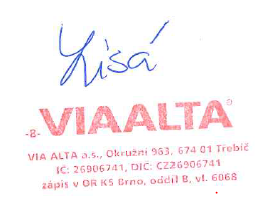 Lisá
-8- VIAALTA®
VIA ALTA a.s., Okružní 963, 674 01 Třebíč
IČ: 26906741, DIČ: CZ26906741
zápis v OR KS Brno, oddíl B, vl. 6068